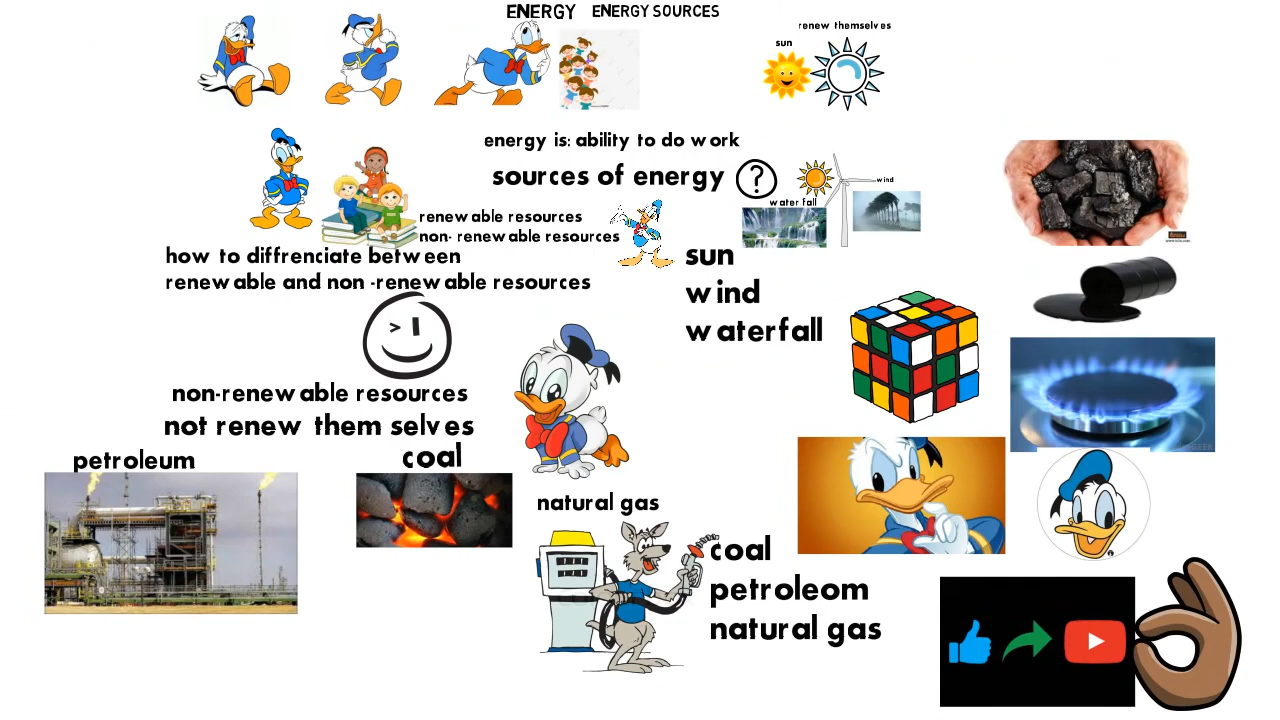 ENERGY ENERGY SOURCES
renew themselves
sun
energy is: ability to do work
sources of energy ?
wind
water fall
renewable resources
non- renewable resources
how to diffrenciate between
renewable and non -renewable resources
sun
wind
waterfall
non-renewable resources
not renew them selves
petroleum
coal
natural gas
coal
petroleom
natural gas